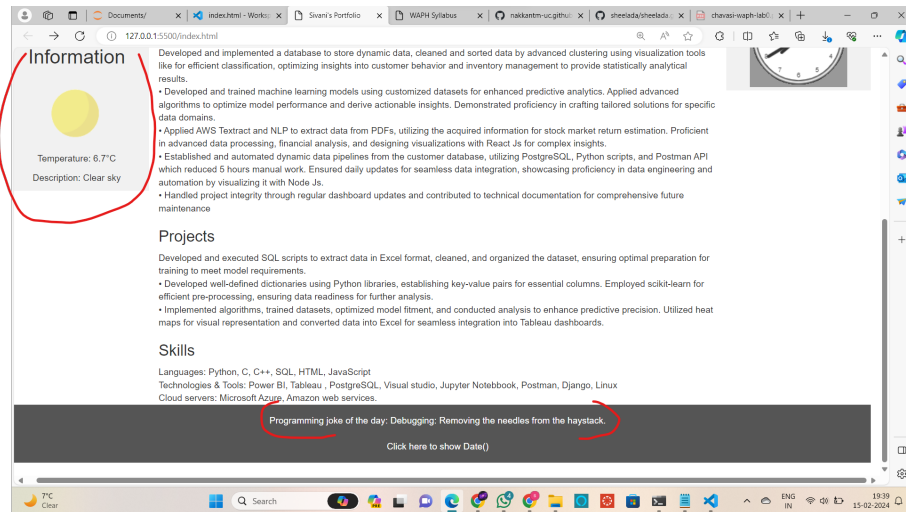 Documents/
index.html - Worksp
Sivani's Portfolio
WAPH Syllabus
nakkantm-uc.githu
sheelada/sheelada.g
chavasi-waph-lab0.p
127.0.0.1:5500/index.html
Information
Temperature: 6.7°C
Description: Clear sky
Developed and implemented a database to store dynamic data, cleaned and sorted data by advanced clustering using visualization tools
like for efficient classification, optimizing insights into customer behavior and inventory management to provide statistically analytical
results.
• Developed and trained machine learning models using customized datasets for enhanced predictive analytics. Applied advanced
algorithms to optimize model performance and derive actionable insights. Demonstrated proficiency in crafting tailored solutions for specific
data domains.
• Applied AWS Textract and NLP to extract data from PDFs, utilizing the acquired information for stock market return estimation. Proficient
in advanced data processing, financial analysis, and designing visualizations with React Js for complex insights.
• Established and automated dynamic data pipelines from the customer database, utilizing PostgreSQL, Python scripts, and Postman API
which reduced 5 hours manual work. Ensured daily updates for seamless data integration, showcasing proficiency in data engineering and
automation by visualizing it with Node Js.
• Handled project integrity through regular dashboard updates and contributed to technical documentation for comprehensive future
maintenance
7 6 5
Projects
Developed and executed SQL scripts to extract data in Excel format, cleaned, and organized the dataset, ensuring optimal preparation for
training to meet model requirements.
• Developed well-defined dictionaries using Python libraries, establishing key-value pairs for essential columns. Employed scikit-learn for
efficient pre-processing, ensuring data readiness for further analysis.
• Implemented algorithms, trained datasets, optimized model fitment, and conducted analysis to enhance predictive precision. Utilized heat
maps for visual representation and converted data into Excel for seamless integration into Tableau dashboards.
Skills
Languages: Python, C, C++, SQL, HTML, JavaScript
Technologies & Tools: Power BI, Tableau , PostgreSQL, Visual studio, Jupyter Notebbook, Postman, Django, Linux
Cloud servers: Microsoft Azure, Amazon web services.
Programming joke of the day: Debugging: Removing the needles from the haystack.
Click here to show Date()
7°C
Clear
Search
ENG
IN
19:39
15-02-2024